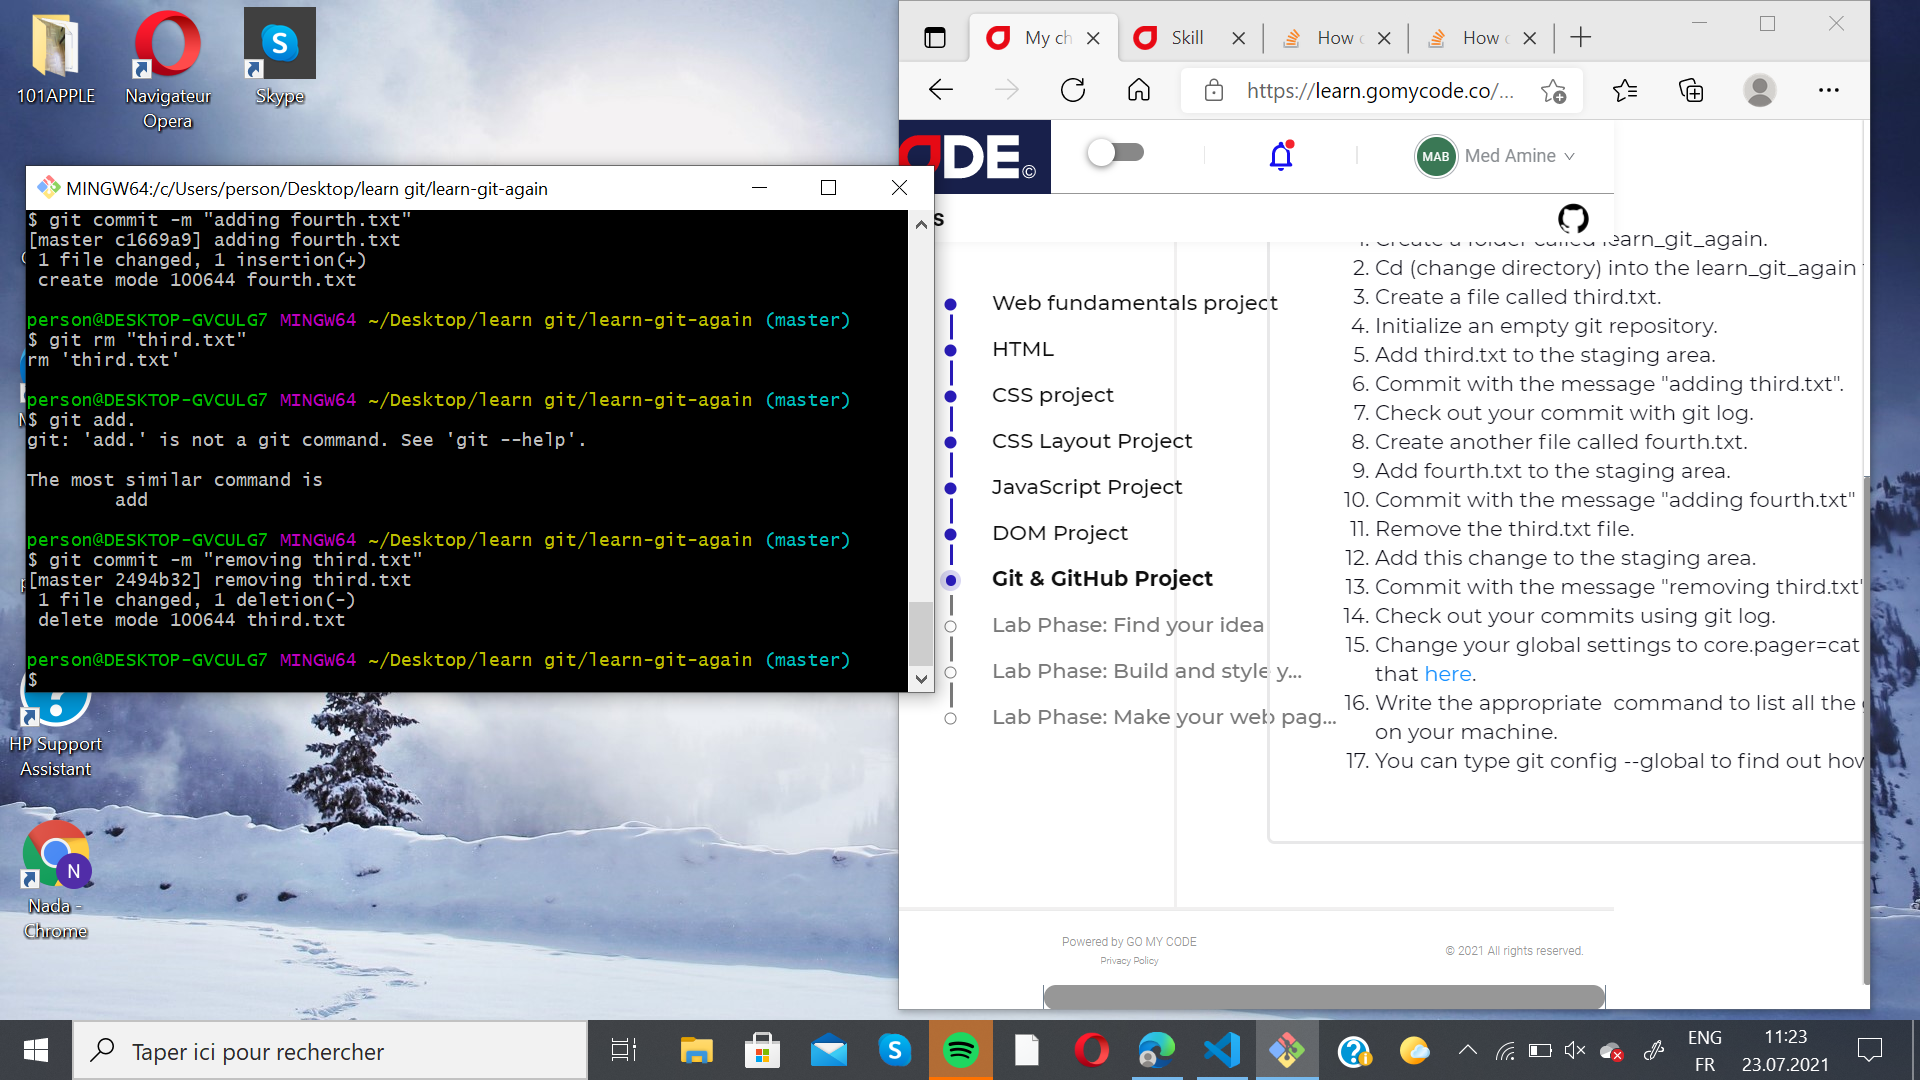 101APPLE
Navigateur
Opera
Skype
MINGW64:/c/Users/person/Desktop/learn git/learn-git-again
$ git commit -m "adding fourth.txt"
[master c1669a9] adding fourth.txt
1 file changed, 1 insertion(+)
create mode 100644 fourth.txt
person@DESKTOP-GVCULG7 MINGW64 ~/Desktop/learn git/learn-git-again (master)
$ git rm "third.txt"
rm 'third.txt'
person@DESKTOP-GVCULG7 MINGW64 ~/Desktop/learn git/learn-git-again (master)
$ git add.
git: 'add.' is not a git command. See 'git --help'.
The most similar command is
add
person@DESKTOP-GVCULG7 MINGW64 ~/Desktop/learn git/learn-git-again (master)
$ git commit -m "removing third.txt"
[master 2494b32] removing third.txt
1 file changed, 1 deletion(-)
delete mode 100644 third.txt
person@DESKTOP-GVCULG7 MINGW64 ~/Desktop/learn git/learn-git-again (master)
$
HP Support
Assistant
N
Nada -
Chrome
My ch
Skill
How
How
https://learn.gomycode.co/...
DE©
MAB Med Amine
s
Web fundamentals project
HTML
CSS project
CSS Layout Project
JavaScript Project
DOM Project
Git & GitHub Project
Lab Phase: Find your idea
Lab Phase: Build and style y...
Lab Phase: Make your web pag...
1. Create a folder called learn_git_again.
2. Cd (change directory) into the learn_git_again
3. Create a file called third.txt.
4. Initialize an empty git repository.
5. Add third.txt to the staging area.
6. Commit with the message "adding third.txt".
7. Check out your commit with git log.
8. Create another file called fourth.txt.
9. Add fourth.txt to the staging area.
10. Commit with the message "adding fourth.txt"
11. Remove the third.txt file.
12. Add this change to the staging area.
13. Commit with the message "removing third.txt"
14. Check out your commits using git log.
15. Change your global settings to core.pager=cat
that here.
16. Write the appropriate command to list all the
on your machine.
17. You can type git config --global to find out how
Powered by GO MY CODE
Privacy Policy
© 2021 All rights reserved.
Taper ici pour rechercher
ENG
FR
11:23
23.07.2021